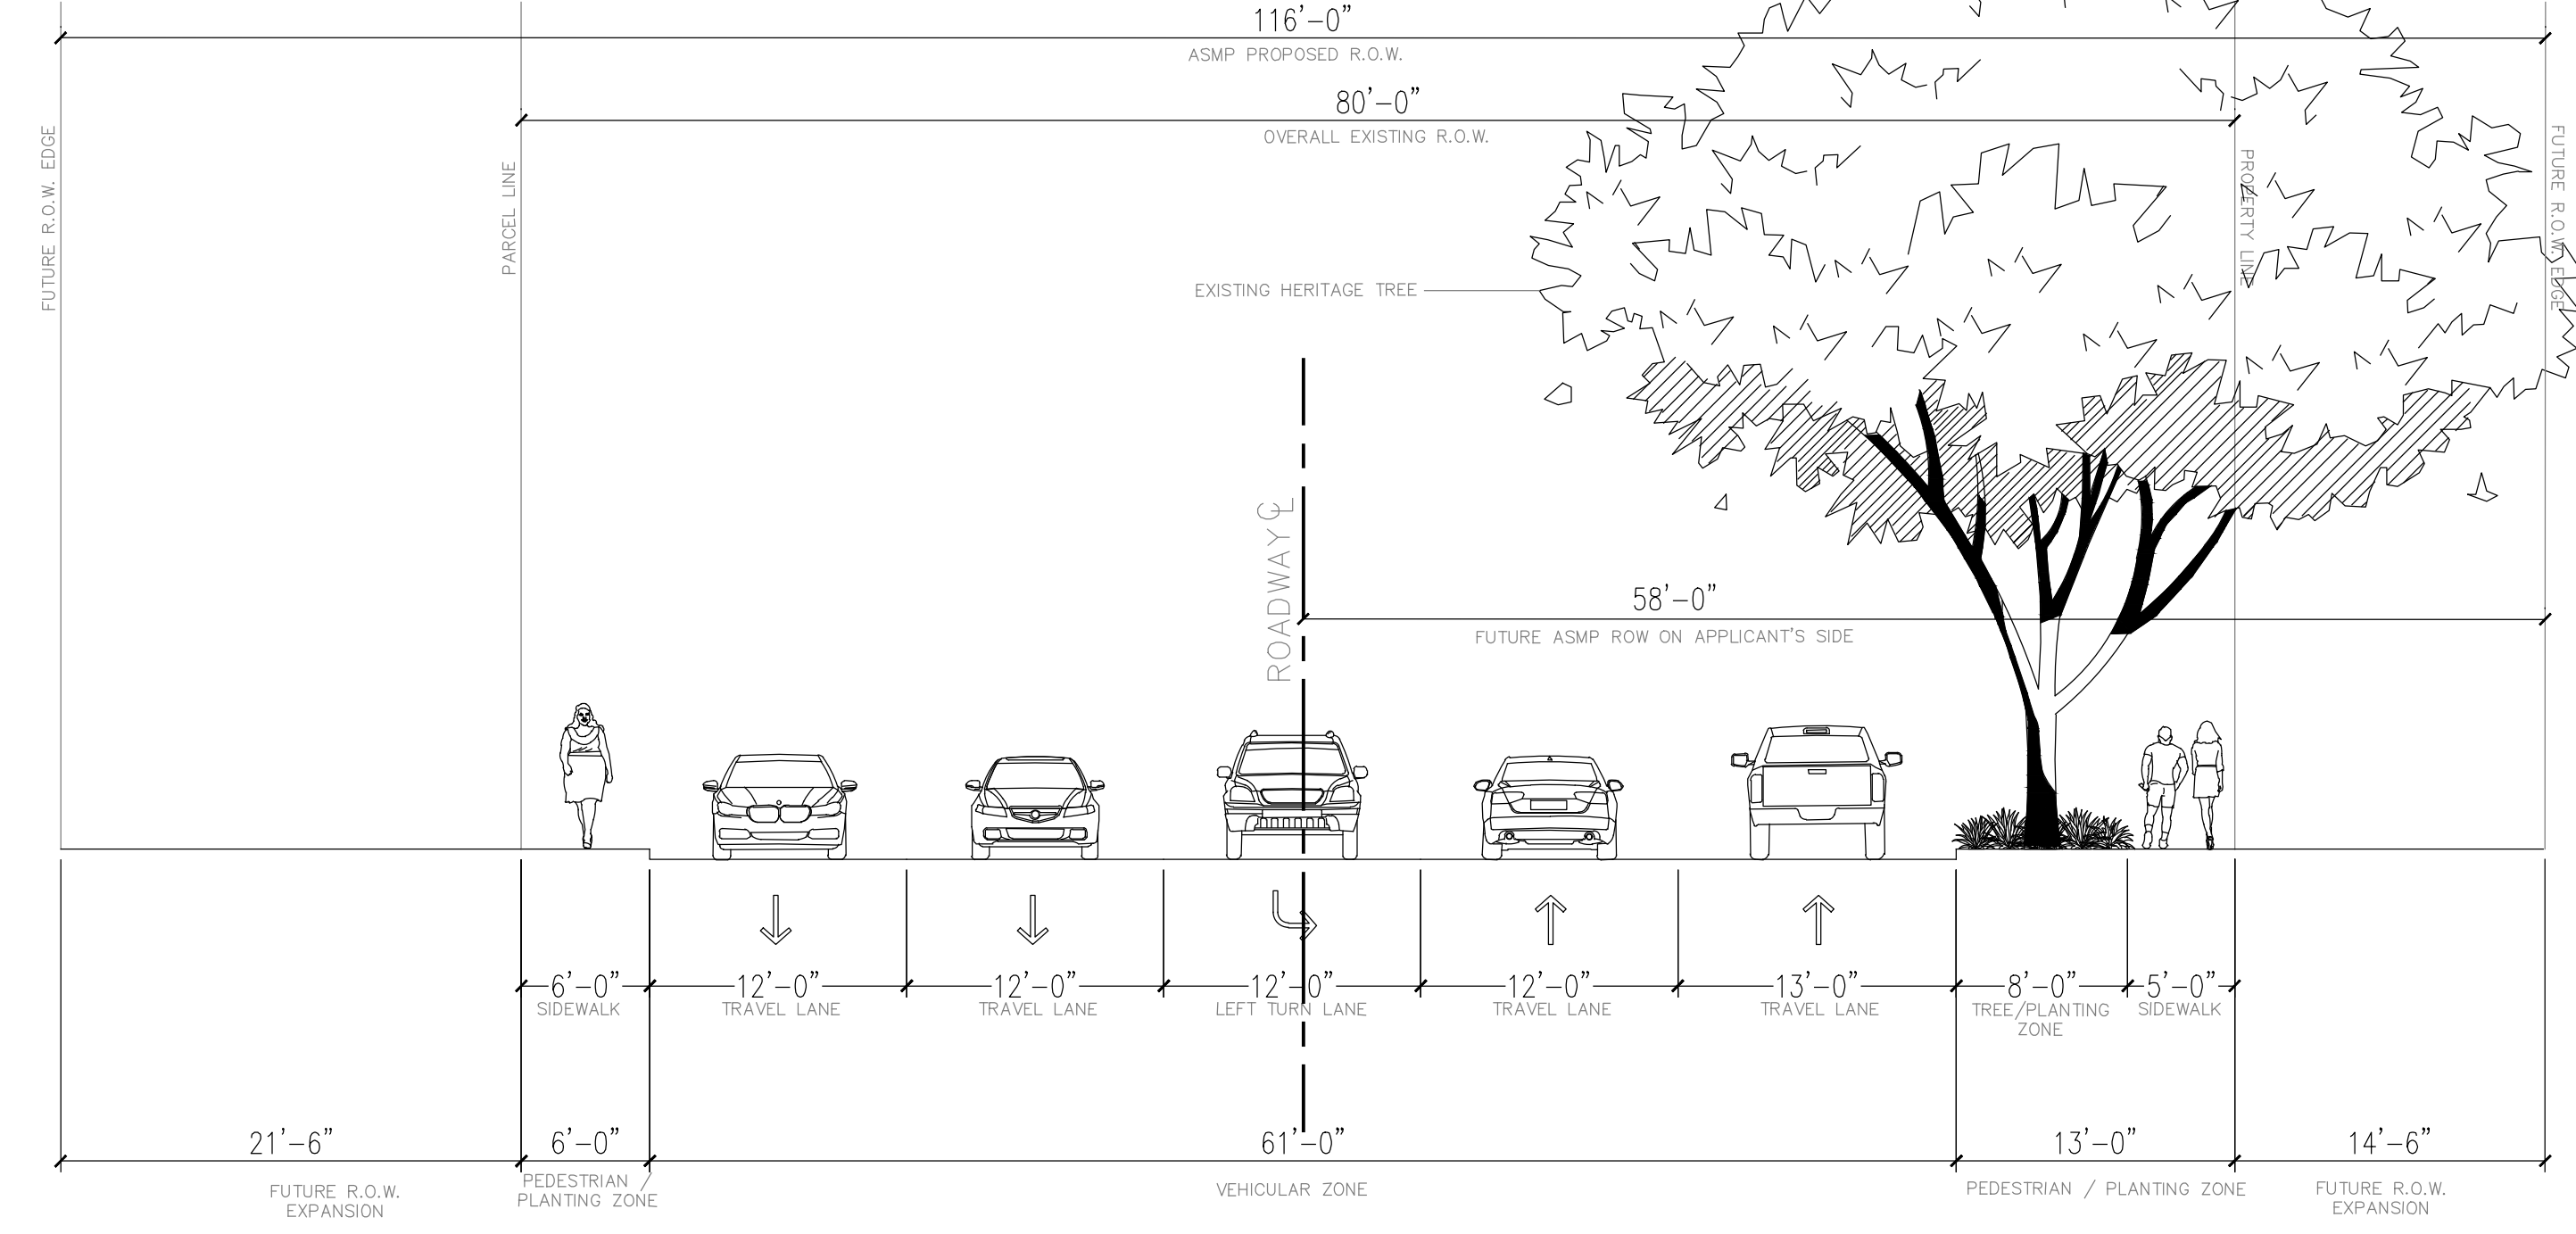 116'-0"
ASMP PROPOSED R.O.W.
80'-0"
OVERALL EXISTING R.O.W.
FUTURE R.O.W. EDGE
PARCEL LINE
PROPERTY LINE
FUTURE R.O.W. EDGE
EXISTING HERITAGE TREE
ROADWAY CL
58'-0"
FUTURE ASMP ROW ON APPLICANT'S SIDE
6'-0" 12'-0" 12'-0" 12'-0" 12'-0" 13'-0" 8'-0" 5'-0"
SIDEWALK TRAVEL LANE TRAVEL LANE LEFT TURN LANE TRAVEL LANE TRAVEL LANE TREE/PLANTING SIDEWALK
ZONE
21'-6" 6'-0" 61'-0" 13'-0" 14'-6"
FUTURE R.O.W.
EXPANSION
PEDESTRIAN /
PLANTING ZONE
VEHICULAR ZONE
PEDESTRIAN / PLANTING ZONE
FUTURE R.O.W.
EXPANSION